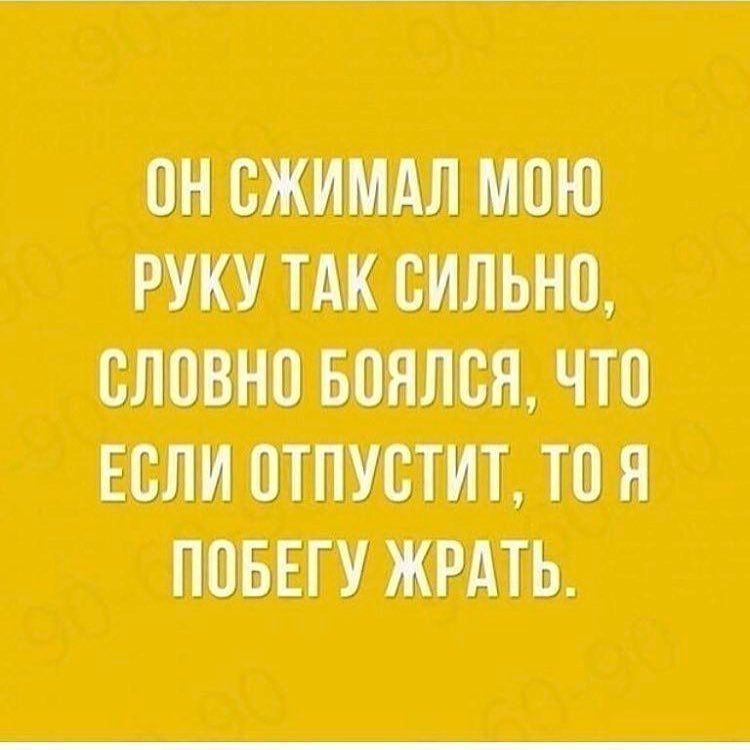 ОН СЖИМАЛ МОЮ
РУКУ ТАК СИЛЬНО,
СЛОВНО БОЯЛСЯ, ЧТО
ЕСЛИ ОТПУСТИТ, ТО Я
ПОБЕГУ ЖРАТЬ.